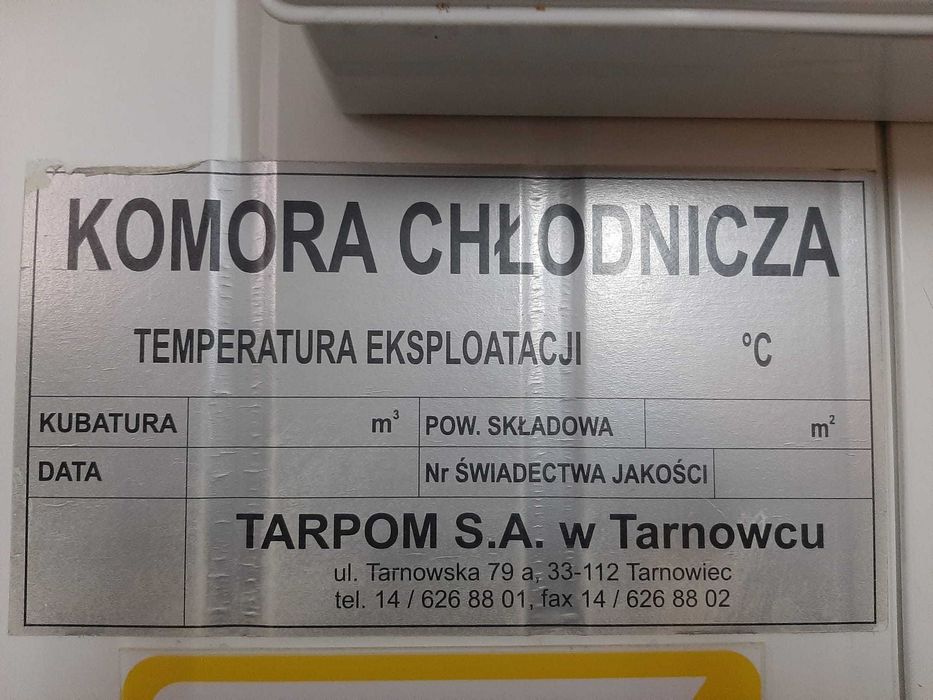 KOMORA CHŁODNICZA
TEMPERATURA EKSPLOATACJI °C
KUBATURA m³ POW. SKŁADOWA m²
DATA Nr ŚWIADECTWA JAKOŚCI
TARPOM S.A. w Tarnowcu
ul. Tarnowska 79 a, 33-112 Tarnowiec
tel. 14 / 626 88 01, fax 14 / 626 88 02